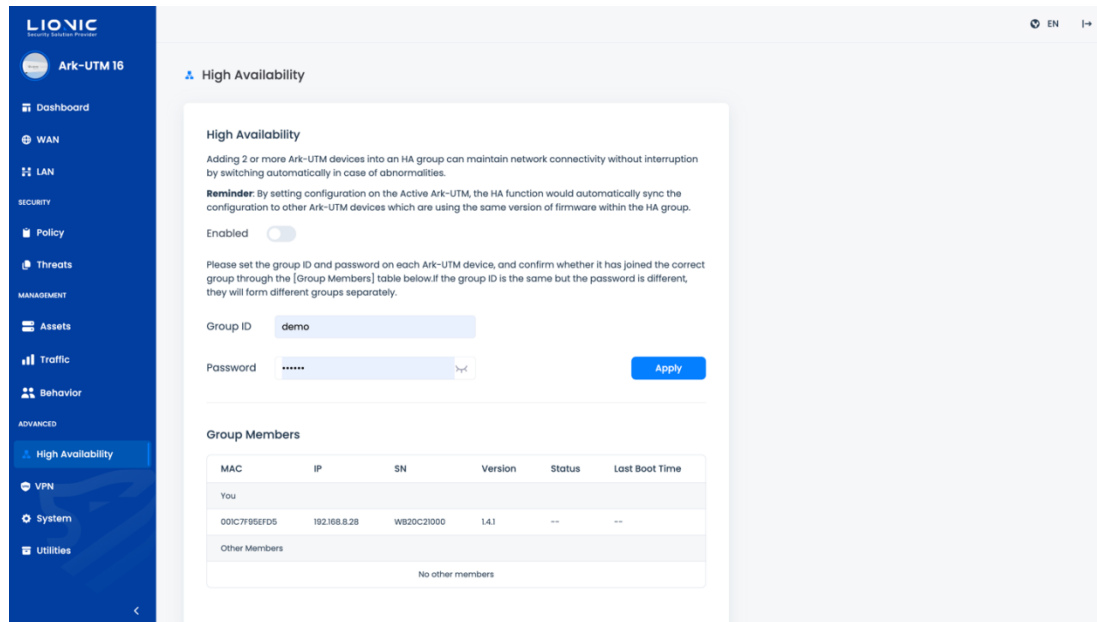 LIONIC
Security Solution Provider
EN
Ark-UTM 16
High Availability
Dashboard
WAN
LAN
SECURITY
Policy
Threats
MANAGEMENT
Assets
Traffic
Behavior
ADVANCED
High Availability
VPN
System
Utilities
High Availability
Adding 2 or more Ark-UTM devices into an HA group can maintain network connectivity without interruption
by switching automatically in case of abnormalities.
Reminder: By setting configuration on the Active Ark-UTM, the HA function would automatically sync the
configuration to other Ark-UTM devices which are using the same version of firmware within the HA group.
Enabled
Please set the group ID and password on each Ark-UTM device, and confirm whether it has joined the correct
group through the [Group Members] table below.If the group ID is the same but the password is different,
they will form different groups separately.
Group ID demo
Password •••••• Apply
Group Members
MAC IP SN Version Status Last Boot Time
You
001C7F95EFD5 192.168.8.28 WB20C21000 1.4.1 -- --
Other Members
No other members